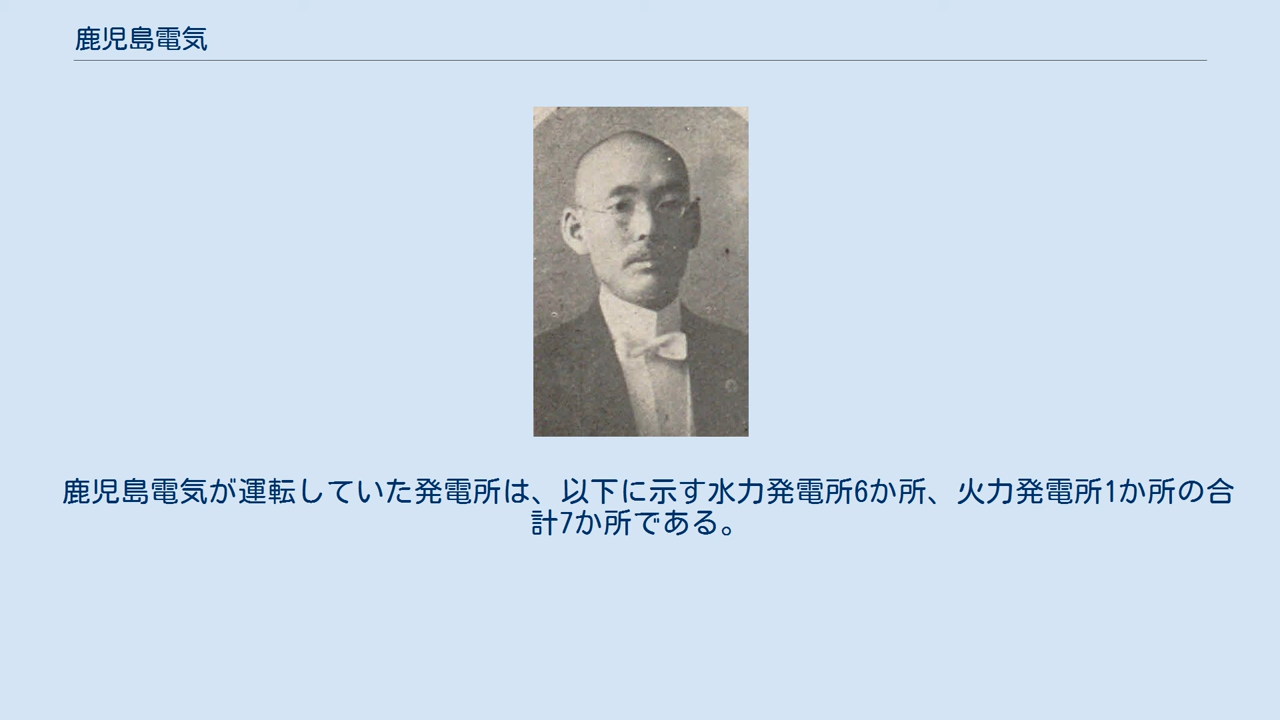 鹿児島電気
鹿児島電気が運転していた発電所は、以下に示す水力発電所6か所、火力発電所1か所の合
計7か所である。